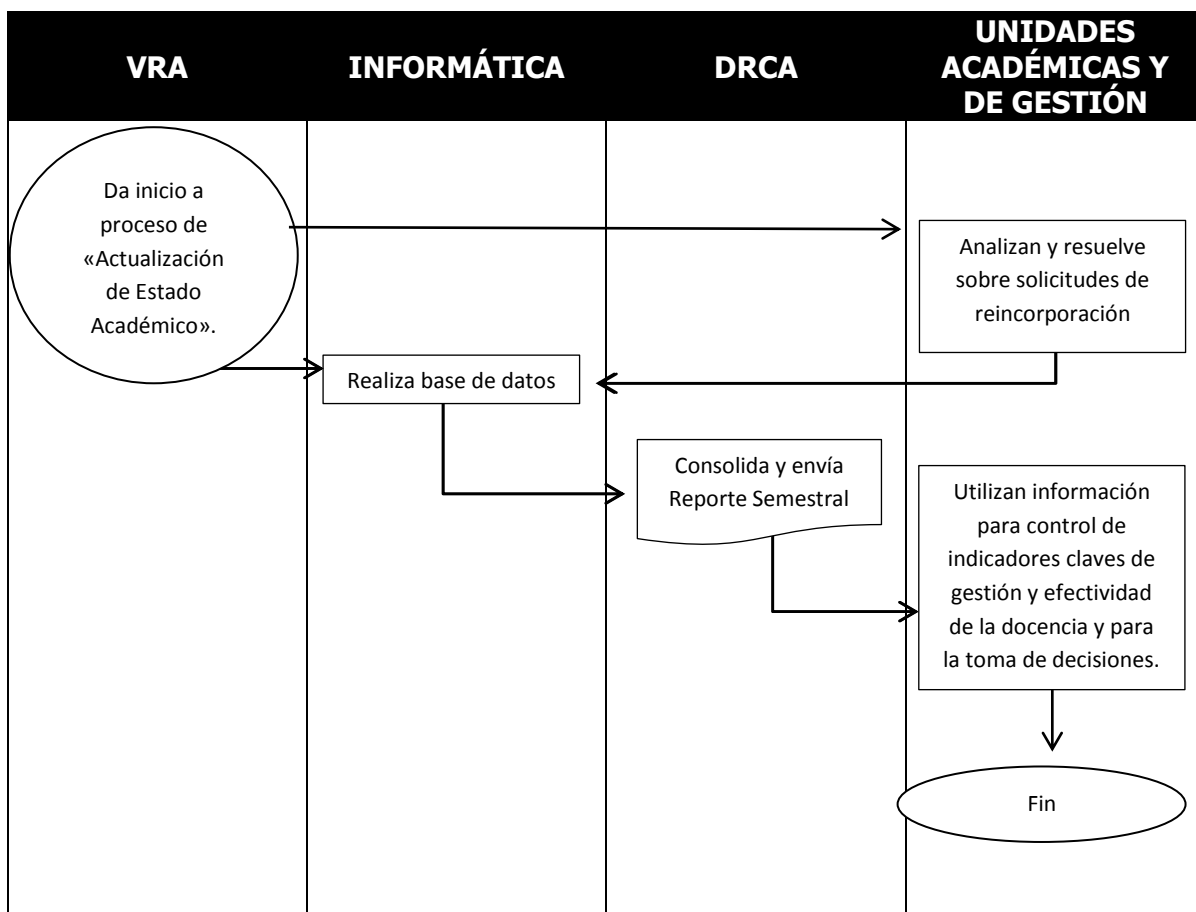 VRA
INFORMÁTICA
DRCA
UNIDADES
ACADÉMICAS Y
DE GESTIÓN
Da inicio a
proceso de
«Actualización
de Estado
Académico».
Analizan y resuelve
sobre solicitudes de
reincorporación
Realiza base de datos
Consolida y envía
Reporte Semestral
Utilizan información
para control de
indicadores claves de
gestión y efectividad
de la docencia y para
la toma de decisiones.
Fin